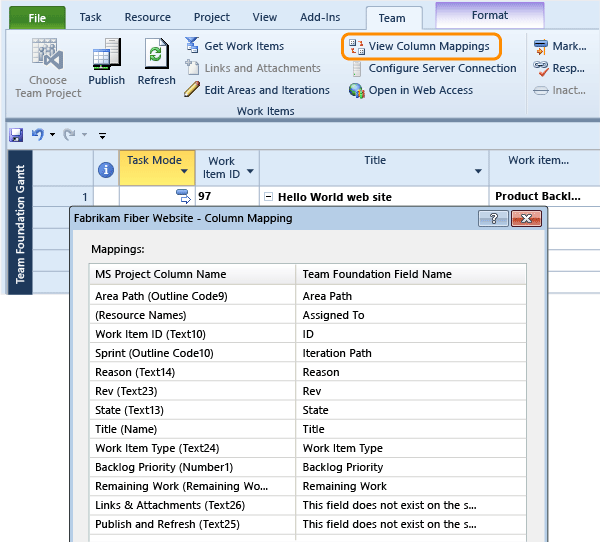 File Task Resource Project View Add-Ins Team Format
Get Work Items View Column Mappings Mark...
Choose Team Project Publish Refresh Links and Attachments Configure Server Connection Resp...
Edit Areas and Iterations Open in Web Access Inact...
Work Items
Task Mode Work Item ID Title Work item...
1 97 Hello World web site Product Backl...
Team Foundation Gantt
Fabrikam Fiber Website - Column Mapping
Mappings:
MS Project Column Name Team Foundation Field Name
Area Path (Outline Code9) Area Path
(Resource Names) Assigned To
Work Item ID (Text10) ID
Sprint (Outline Code10) Iteration Path
Reason (Text14) Reason
Rev (Text23) Rev
State (Text13) State
Title (Name) Title
Work Item Type (Text24) Work Item Type
Backlog Priority (Number1) Backlog Priority
Remaining Work (Remaining Wo... Remaining Work
Links & Attachments (Text26) This field does not exist on the s...
Publish and Refresh (Text25) This field does not exist on the s...